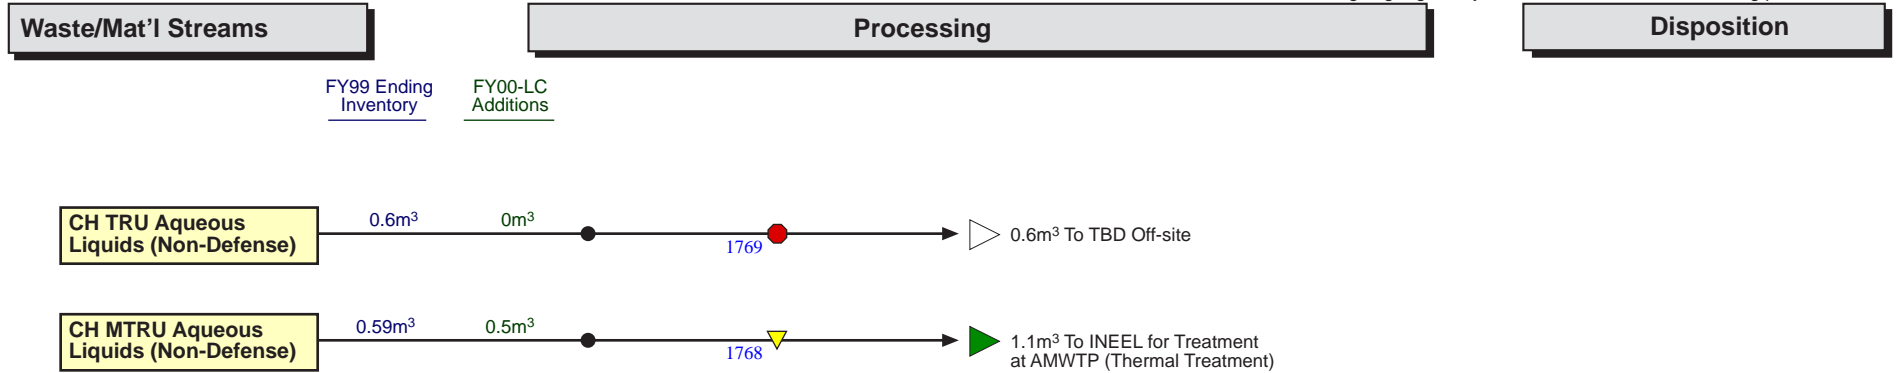 Waste/Mat'l Streams
Processing
Disposition
FY99 Ending
Inventory
FY00-LC
Additions
CH TRU Aqueous
Liquids (Non-Defense)
0.6m³
0m³
1769
0.6m³ To TBD Off-site
CH MTRU Aqueous
Liquids (Non-Defense)
0.59m³
0.5m³
1768
1.1m³ To INEEL for Treatment
at AMWTP (Thermal Treatment)